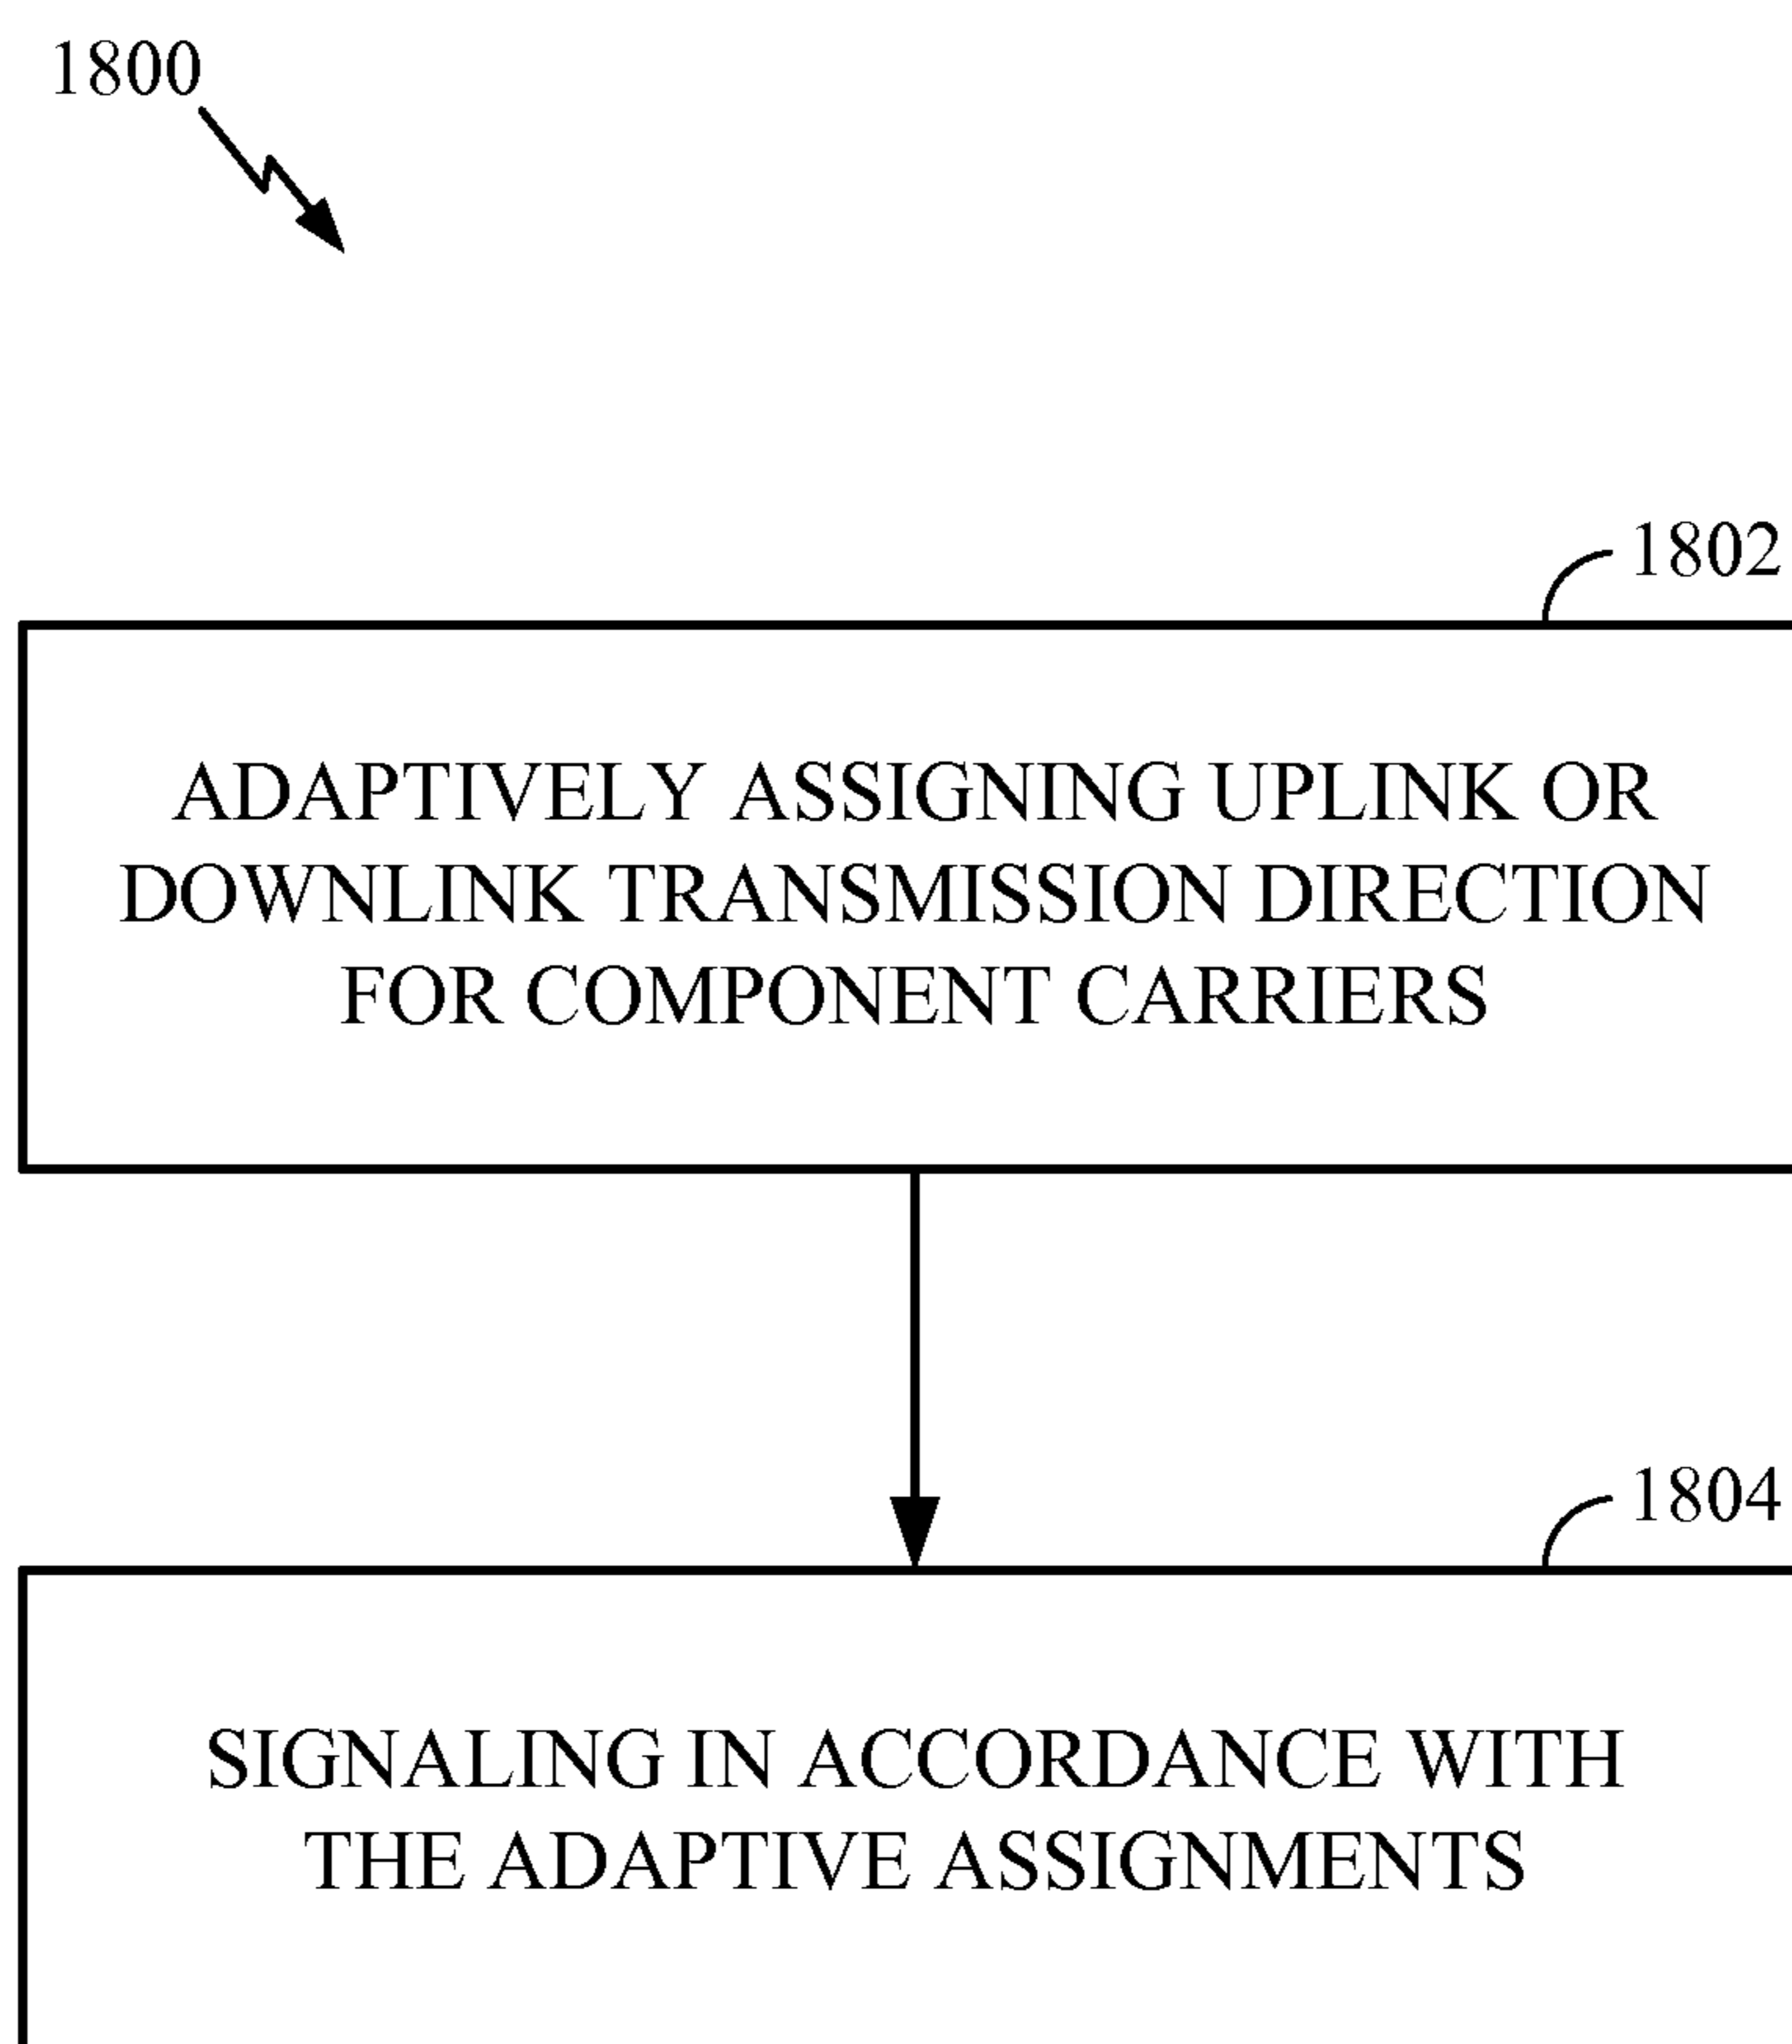 1800
1802
ADAPTIVELY ASSIGNING UPLINK OR
DOWNLINK TRANSMISSION DIRECTION
FOR COMPONENT CARRIERS
1804
SIGNALING IN ACCORDANCE WITH
THE ADAPTIVE ASSIGNMENTS